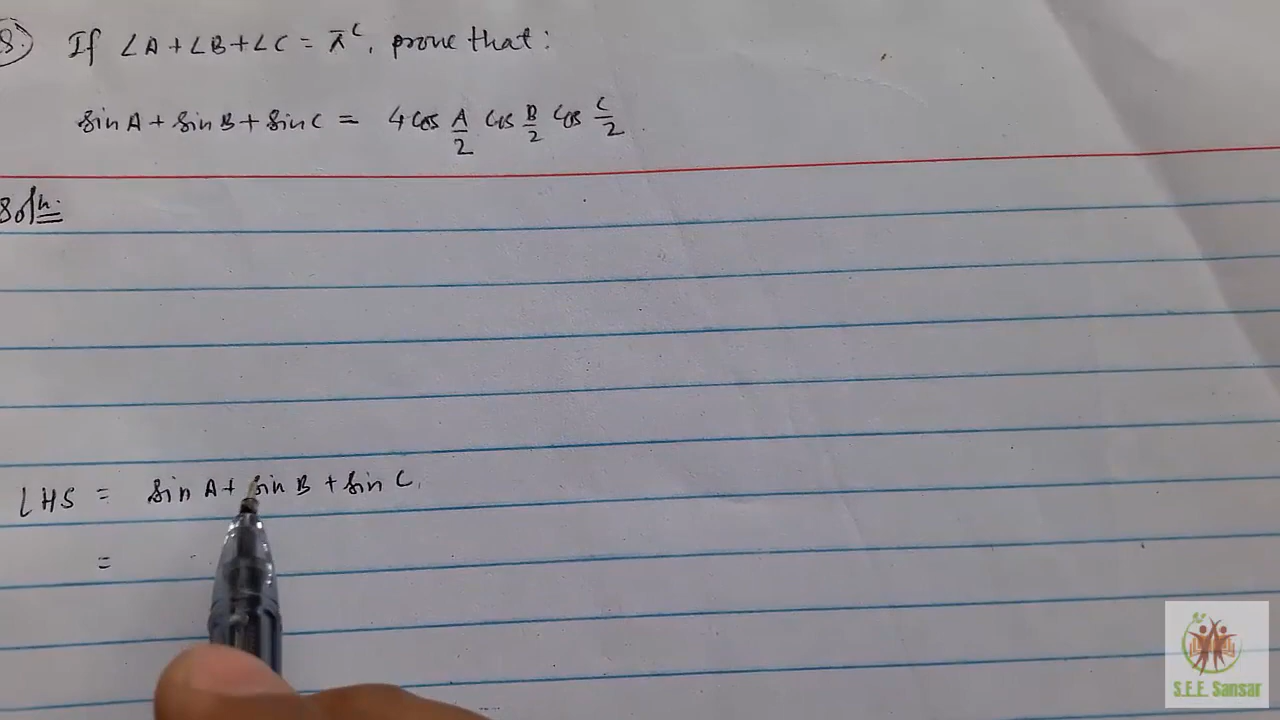 8.) If ∠A+∠B+∠C = π^c, prove that:
sin A + sin B + sin C = 4 cos A/2 cos B/2 cos C/2
Sol^n.
LHS = sin A + sin B + sin C.
=
S.E.E. Sansar